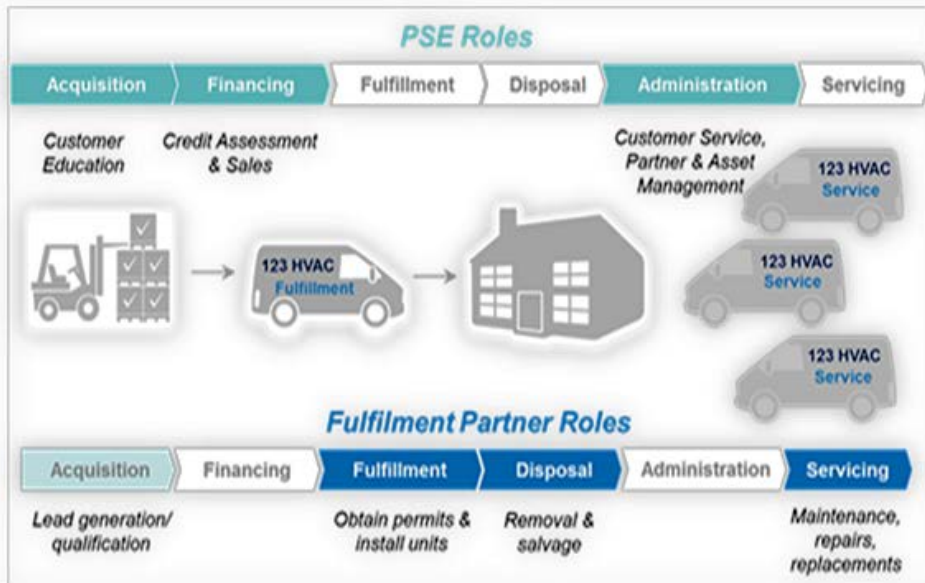 PSE Roles
Acquisition
Financing
Fulfillment
Disposal
Administration
Servicing
Customer
Education
Credit Assessment
& Sales
Customer Service,
Partner & Asset
Management
123 HVAC
Service
123 HVAC
Fulfillment
123 HVAC
Service
123 HVAC
Service
Fulfilment Partner Roles
Acquisition
Financing
Fulfillment
Disposal
Administration
Servicing
Lead generation/
qualification
Obtain permits &
install units
Removal &
salvage
Maintenance,
repairs,
replacements